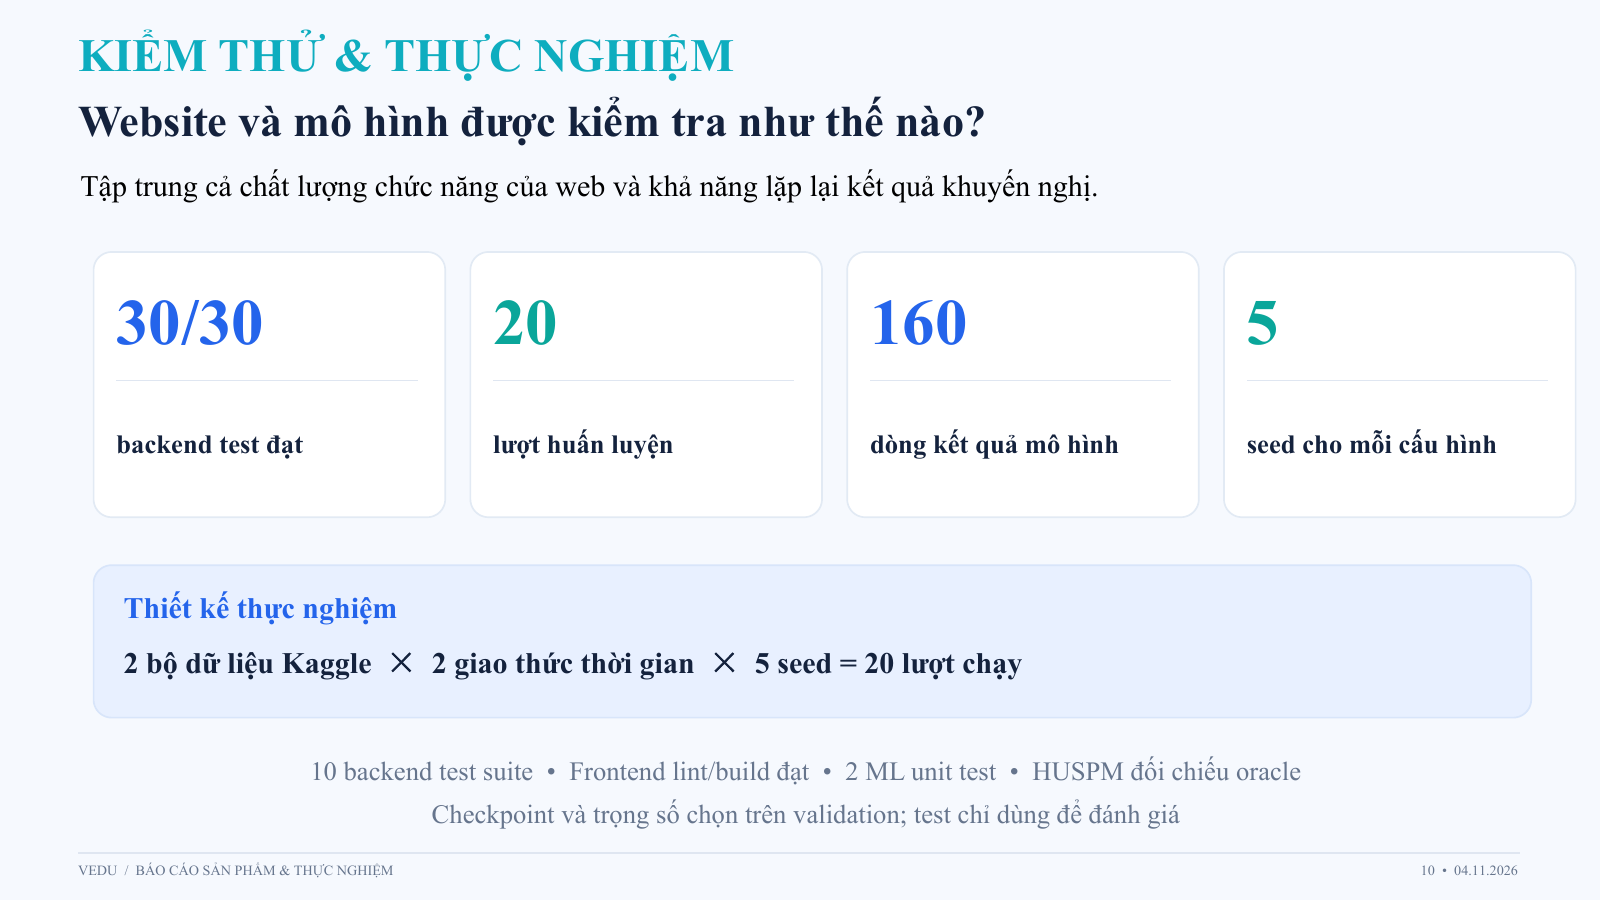 KIỂM THỬ & THỰC NGHIỆM
Website và mô hình được kiểm tra như thế nào?
Tập trung cả chất lượng chức năng của web và khả năng lặp lại kết quả khuyến nghị.
30/30
backend test đạt
20
lượt huấn luyện
160
dòng kết quả mô hình
5
seed cho mỗi cấu hình
Thiết kế thực nghiệm
2 bộ dữ liệu Kaggle × 2 giao thức thời gian × 5 seed = 20 lượt chạy
10 backend test suite • Frontend lint/build đạt • 2 ML unit test • HUSPM đối chiếu oracle
Checkpoint và trọng số chọn trên validation; test chỉ dùng để đánh giá
VEDU / BÁO CÁO SẢN PHẨM & THỰC NGHIỆM
10 • 04.11.2026